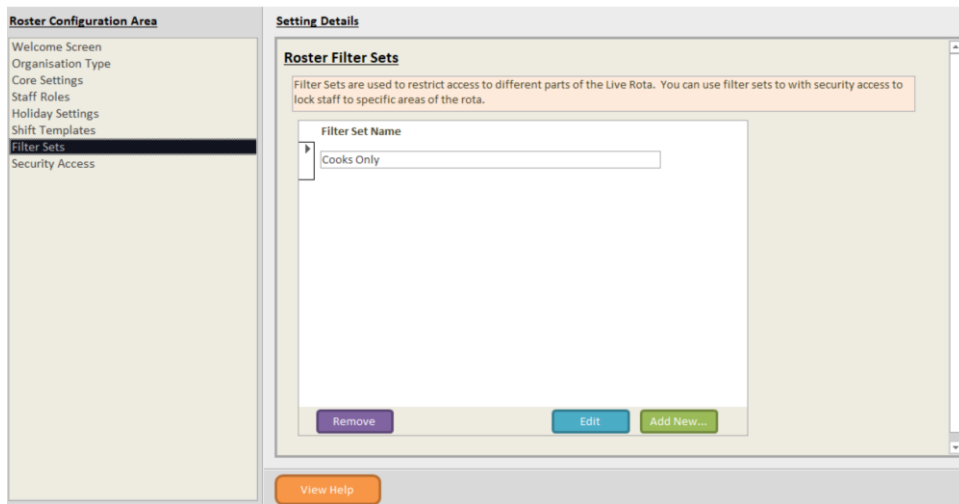 Roster Configuration Area
Welcome Screen
Organisation Type
Core Settings
Staff Roles
Holiday Settings
Shift Templates
Filter Sets
Security Access
Setting Details
Roster Filter Sets
Filter Sets are used to restrict access to different parts of the Live Rota. You can use filter sets to with security access to
lock staff to specific areas of the rota.
Filter Set Name
Cooks Only
Remove
Edit
Add New...
View Help